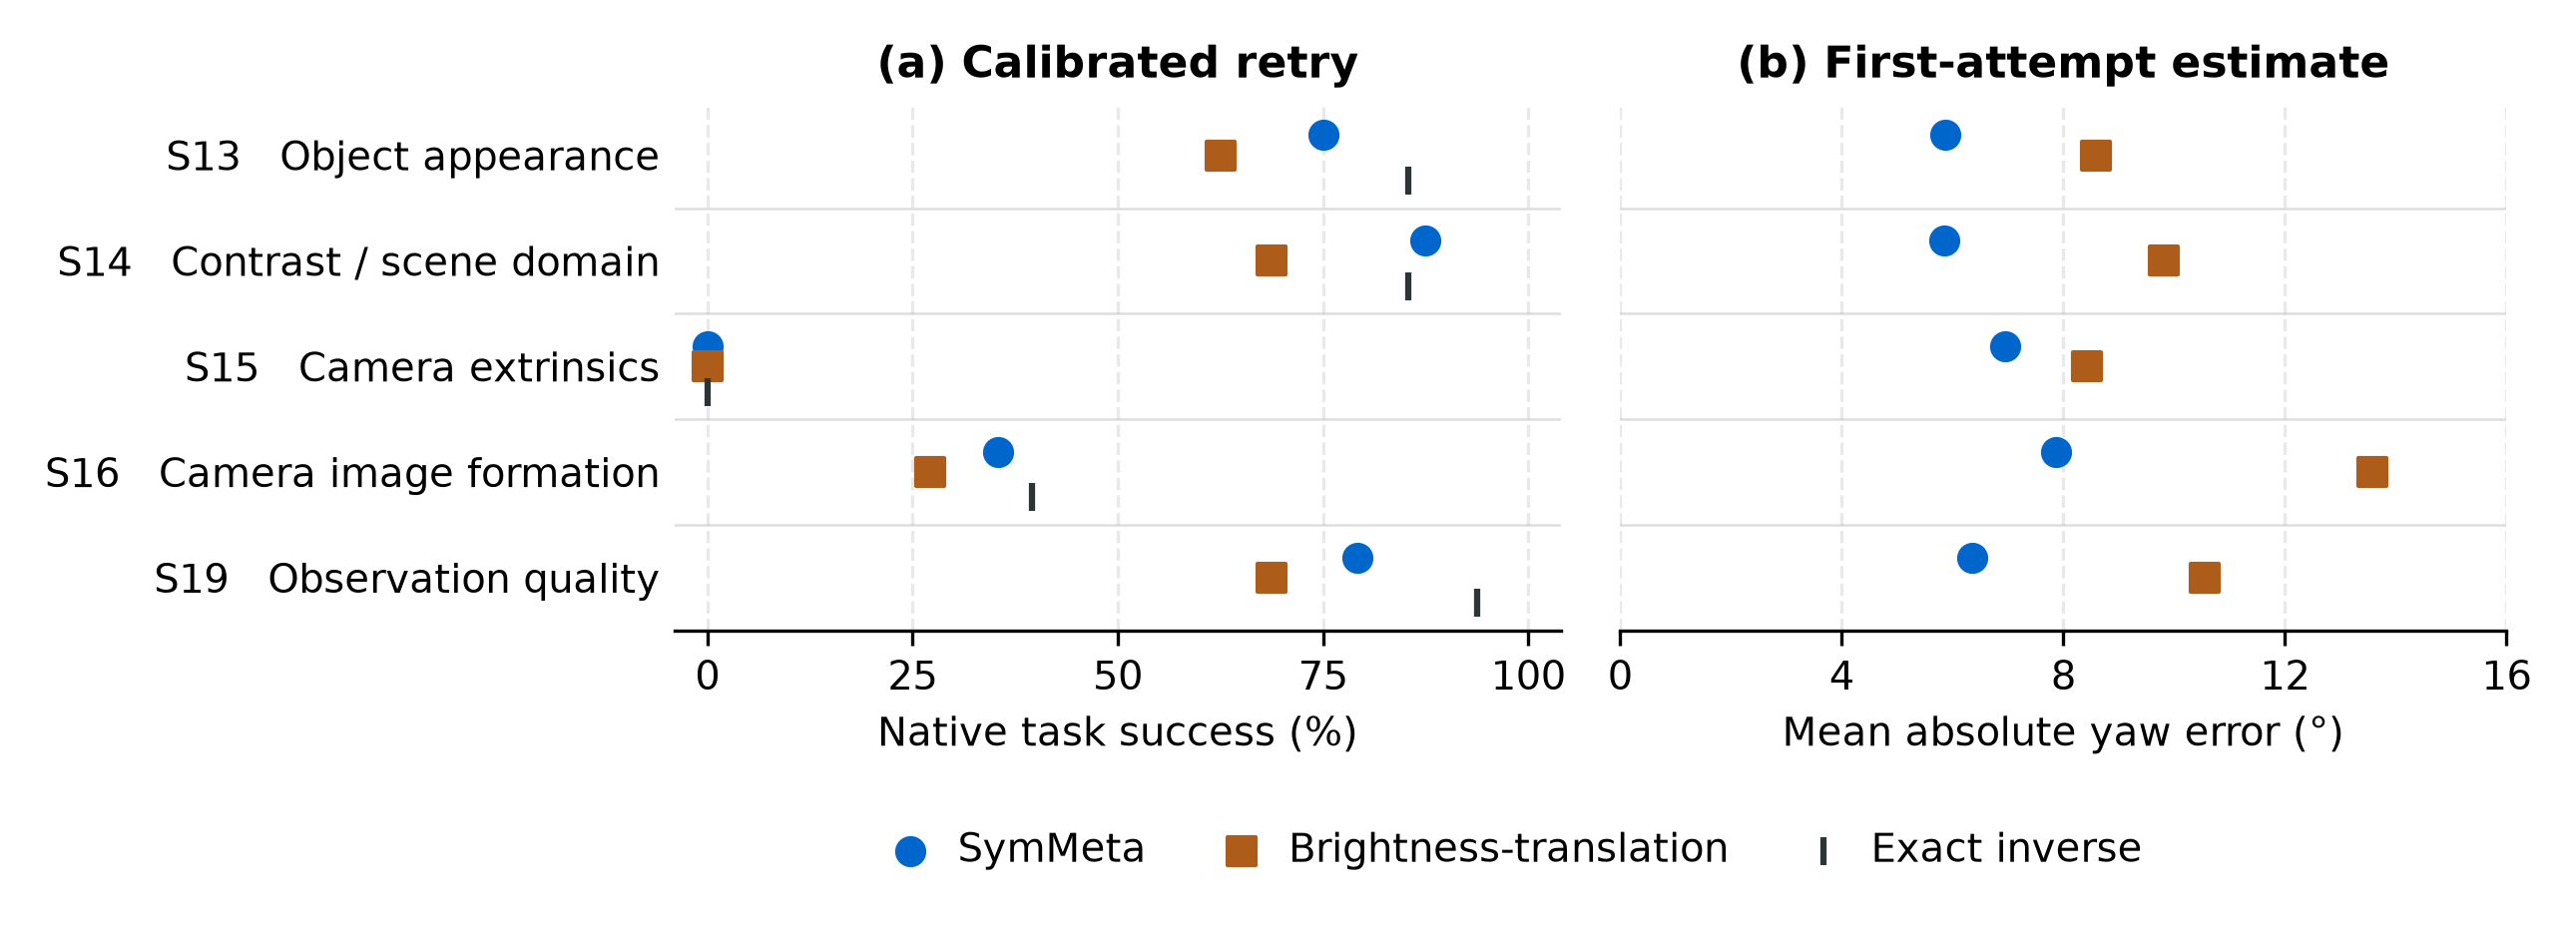 (a) Calibrated retry
(b) First-attempt estimate
S13 Object appearance
S14 Contrast / scene domain
S15 Camera extrinsics
S16 Camera image formation
S19 Observation quality
0 25 50 75 100
0 4 8 12 16
Native task success (%)
Mean absolute yaw error (°)
SymMeta Brightness-translation Exact inverse